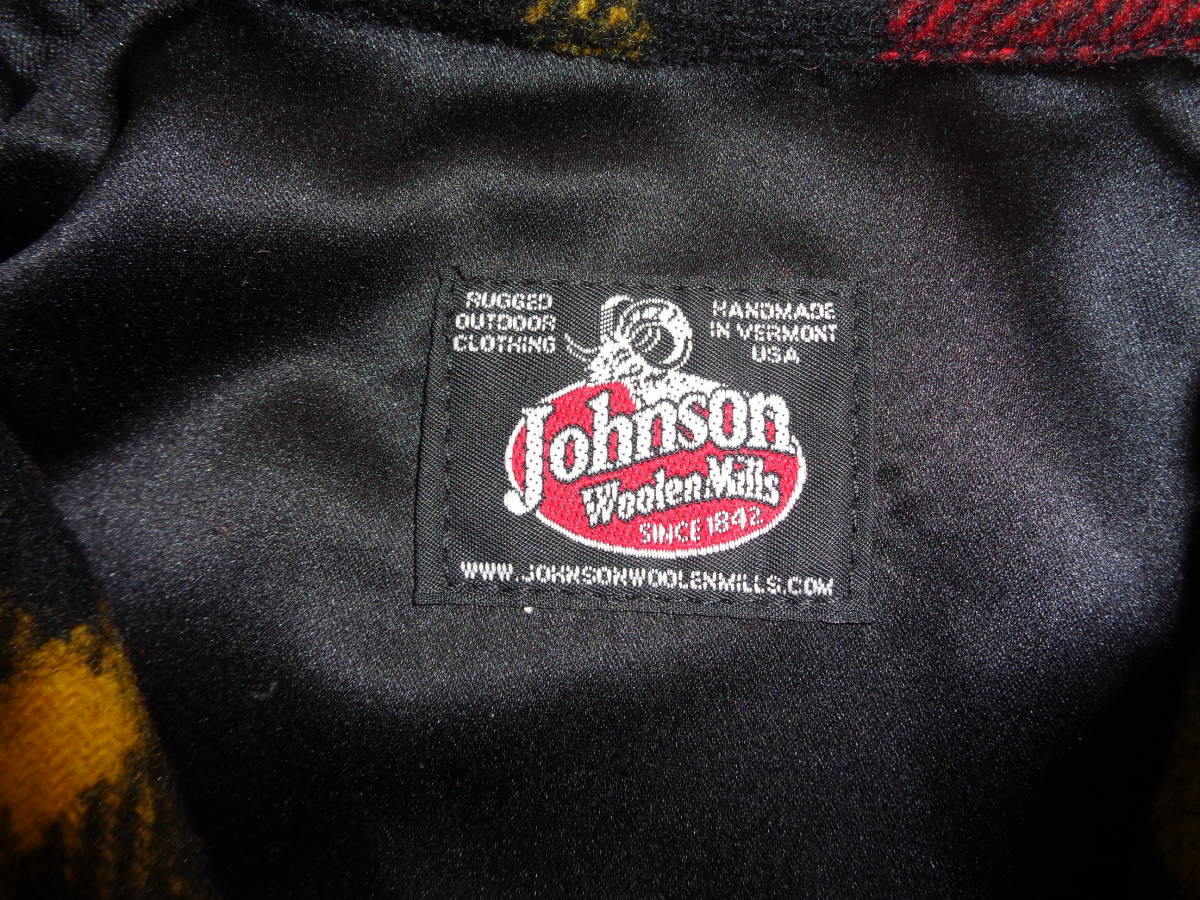 RUGGED
OUTDOOR
CLOTHING
HANDMADE
IN VERMONT
USA
Johnson
Woolen Mills
SINCE 1842
WWW.JOHNSONWOOLENMILLS.COM